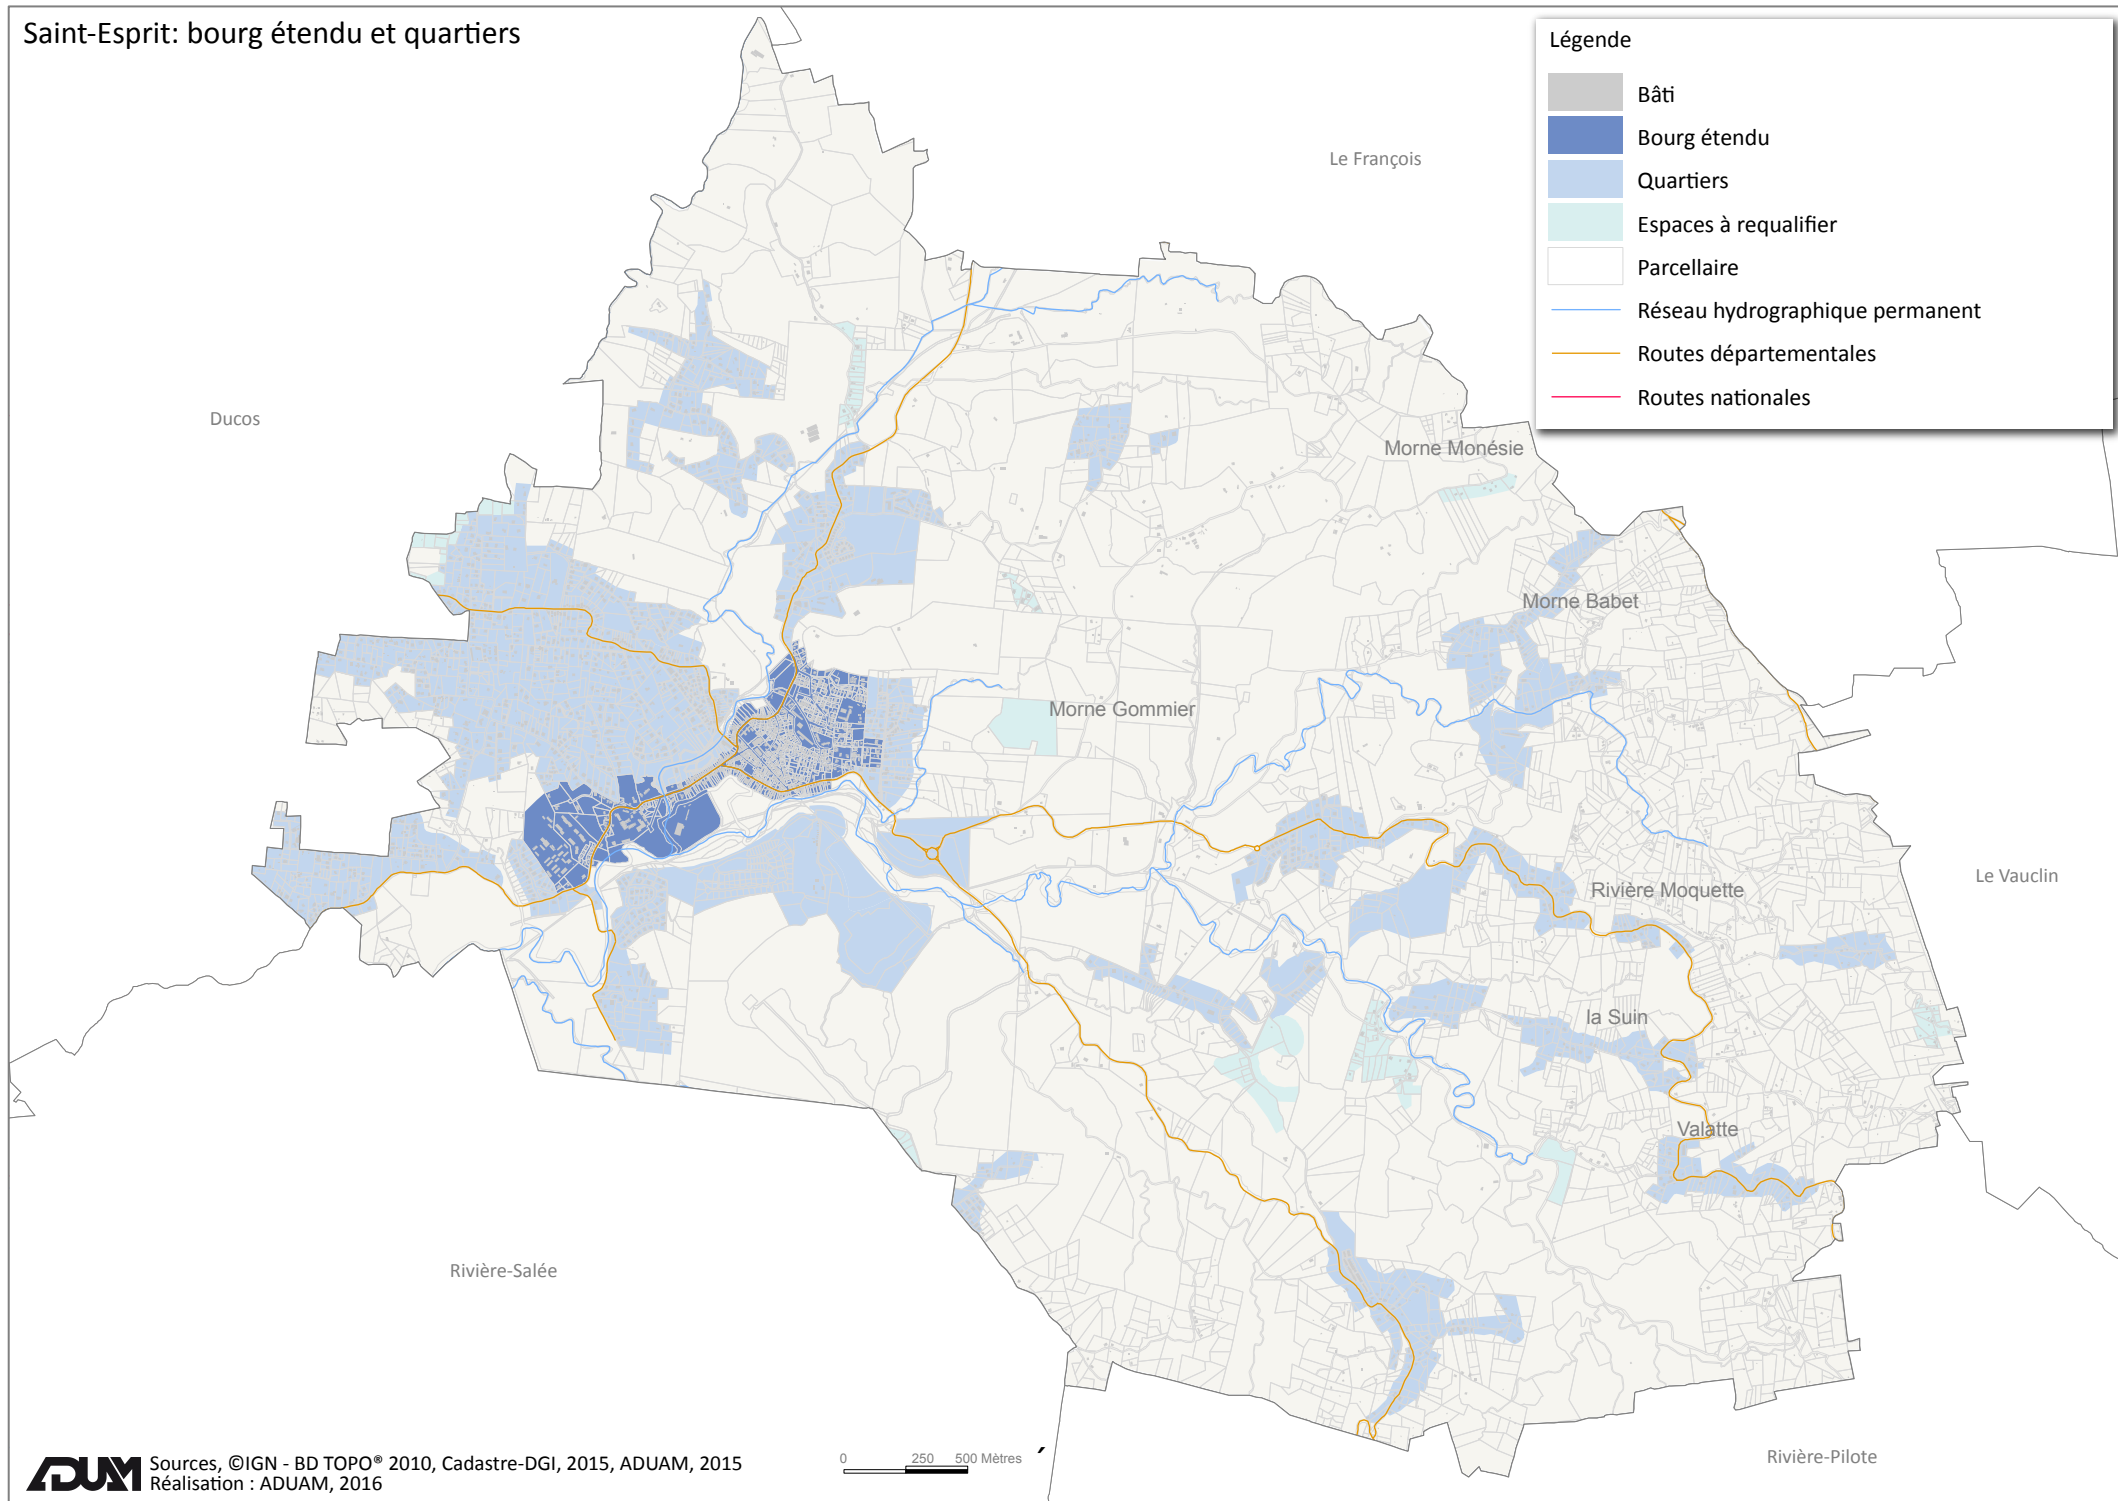 Saint-Esprit: bourg étendu et quartiers
Légende
Bâti
Bourg étendu
Quartiers
Espaces à requalifier
Parcellaire
Réseau hydrographique permanent
Routes départementales
Routes nationales
Le François
Ducos
Morne Monésie
Morne Babet
Morne Gommier
Le Vauclin
Rivière Moquette
la Suin
Valatte
Rivière-Salée
Rivière-Pilote
ADUAM
Sources, ©IGN - BD TOPO® 2010, Cadastre-DGI, 2015, ADUAM, 2015
Réalisation : ADUAM, 2016
0 250 500 Mètres